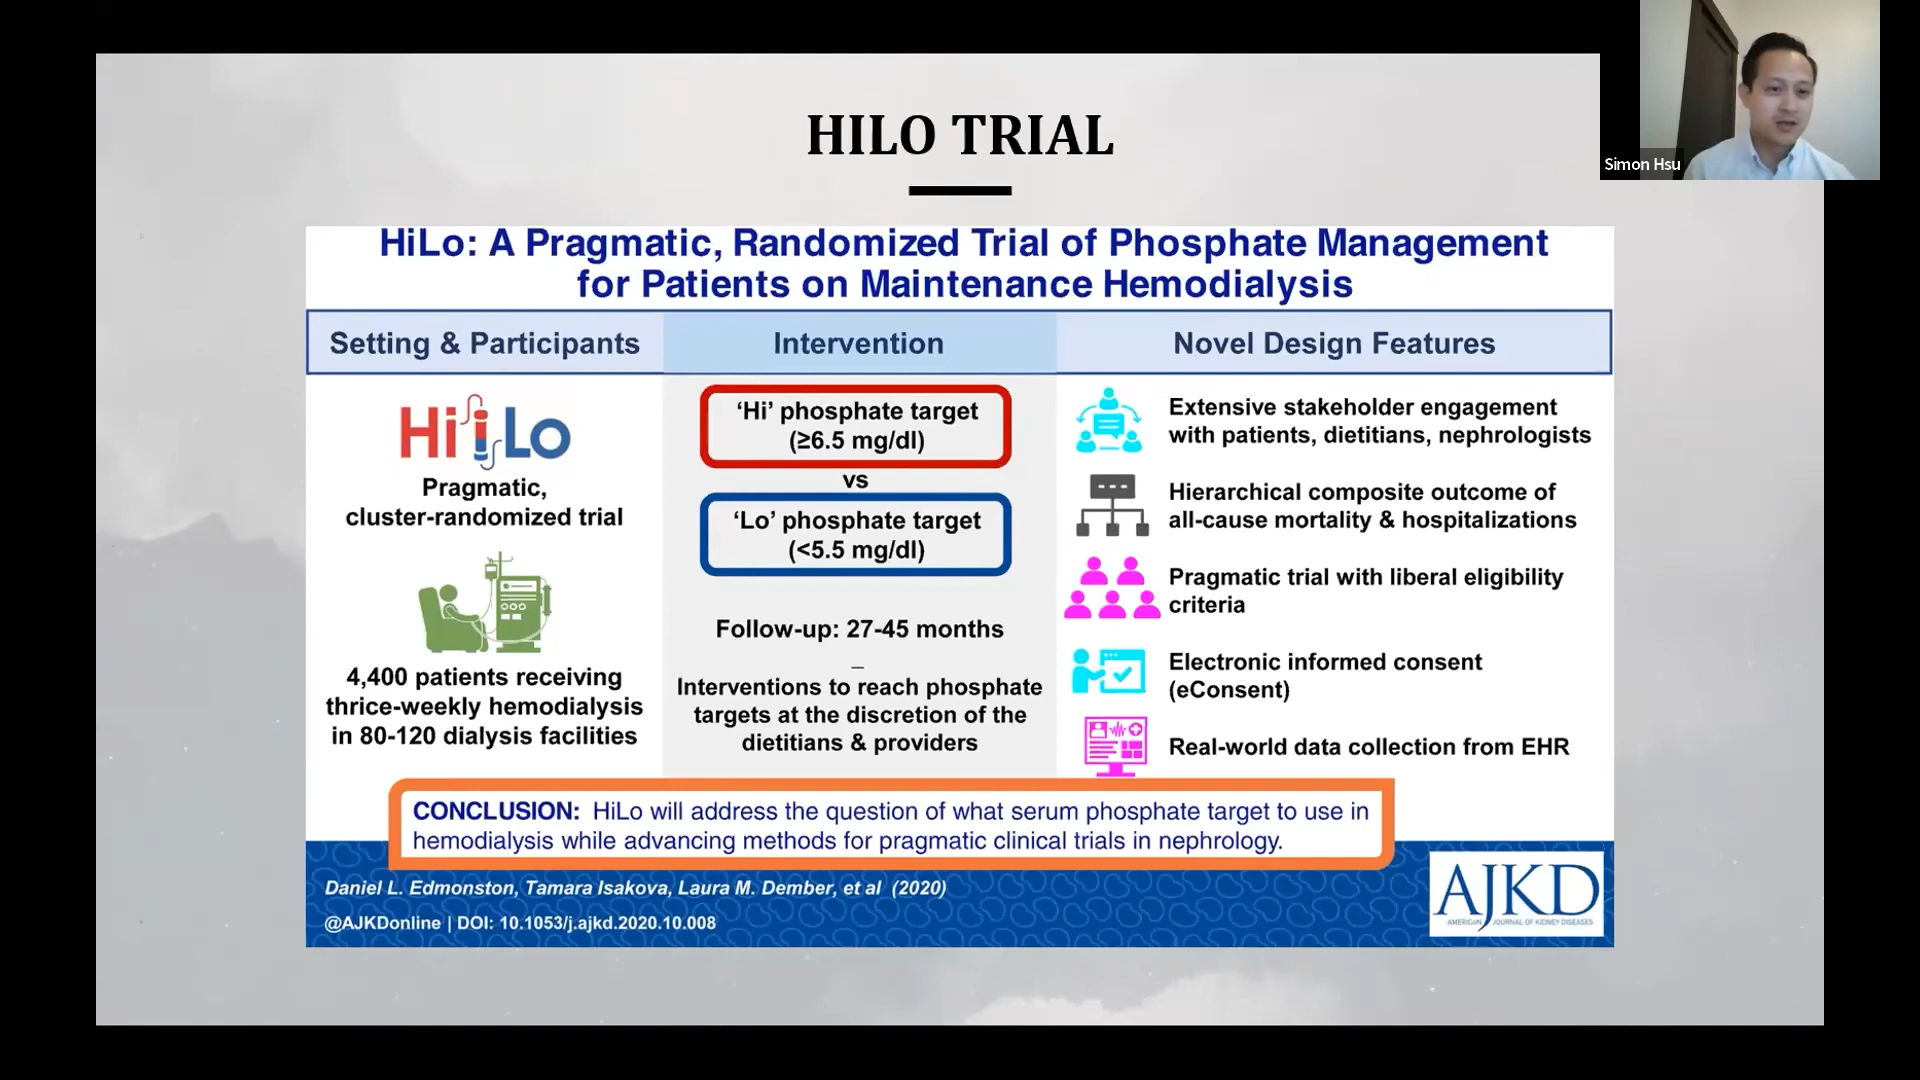 HILO TRIAL
Simon Hsu
HiLo: A Pragmatic, Randomized Trial of Phosphate Management
for Patients on Maintenance Hemodialysis
Setting & Participants
Intervention
Novel Design Features
HiLo
Pragmatic,
cluster-randomized trial
4,400 patients receiving
thrice-weekly hemodialysis
in 80-120 dialysis facilities
‘Hi’ phosphate target
(≥6.5 mg/dl)
vs
‘Lo’ phosphate target
(<5.5 mg/dl)
Follow-up: 27-45 months
–
Interventions to reach phosphate
targets at the discretion of the
dietitians & providers
Extensive stakeholder engagement
with patients, dietitians, nephrologists
Hierarchical composite outcome of
all-cause mortality & hospitalizations
Pragmatic trial with liberal eligibility
criteria
Electronic informed consent
(eConsent)
Real-world data collection from EHR
CONCLUSION: HiLo will address the question of what serum phosphate target to use in
hemodialysis while advancing methods for pragmatic clinical trials in nephrology.
Daniel L. Edmonston, Tamara Isakova, Laura M. Dember, et al (2020)
@AJKDonline | DOI: 10.1053/j.ajkd.2020.10.008
AJKD
AMERICAN JOURNAL OF KIDNEY DISEASES